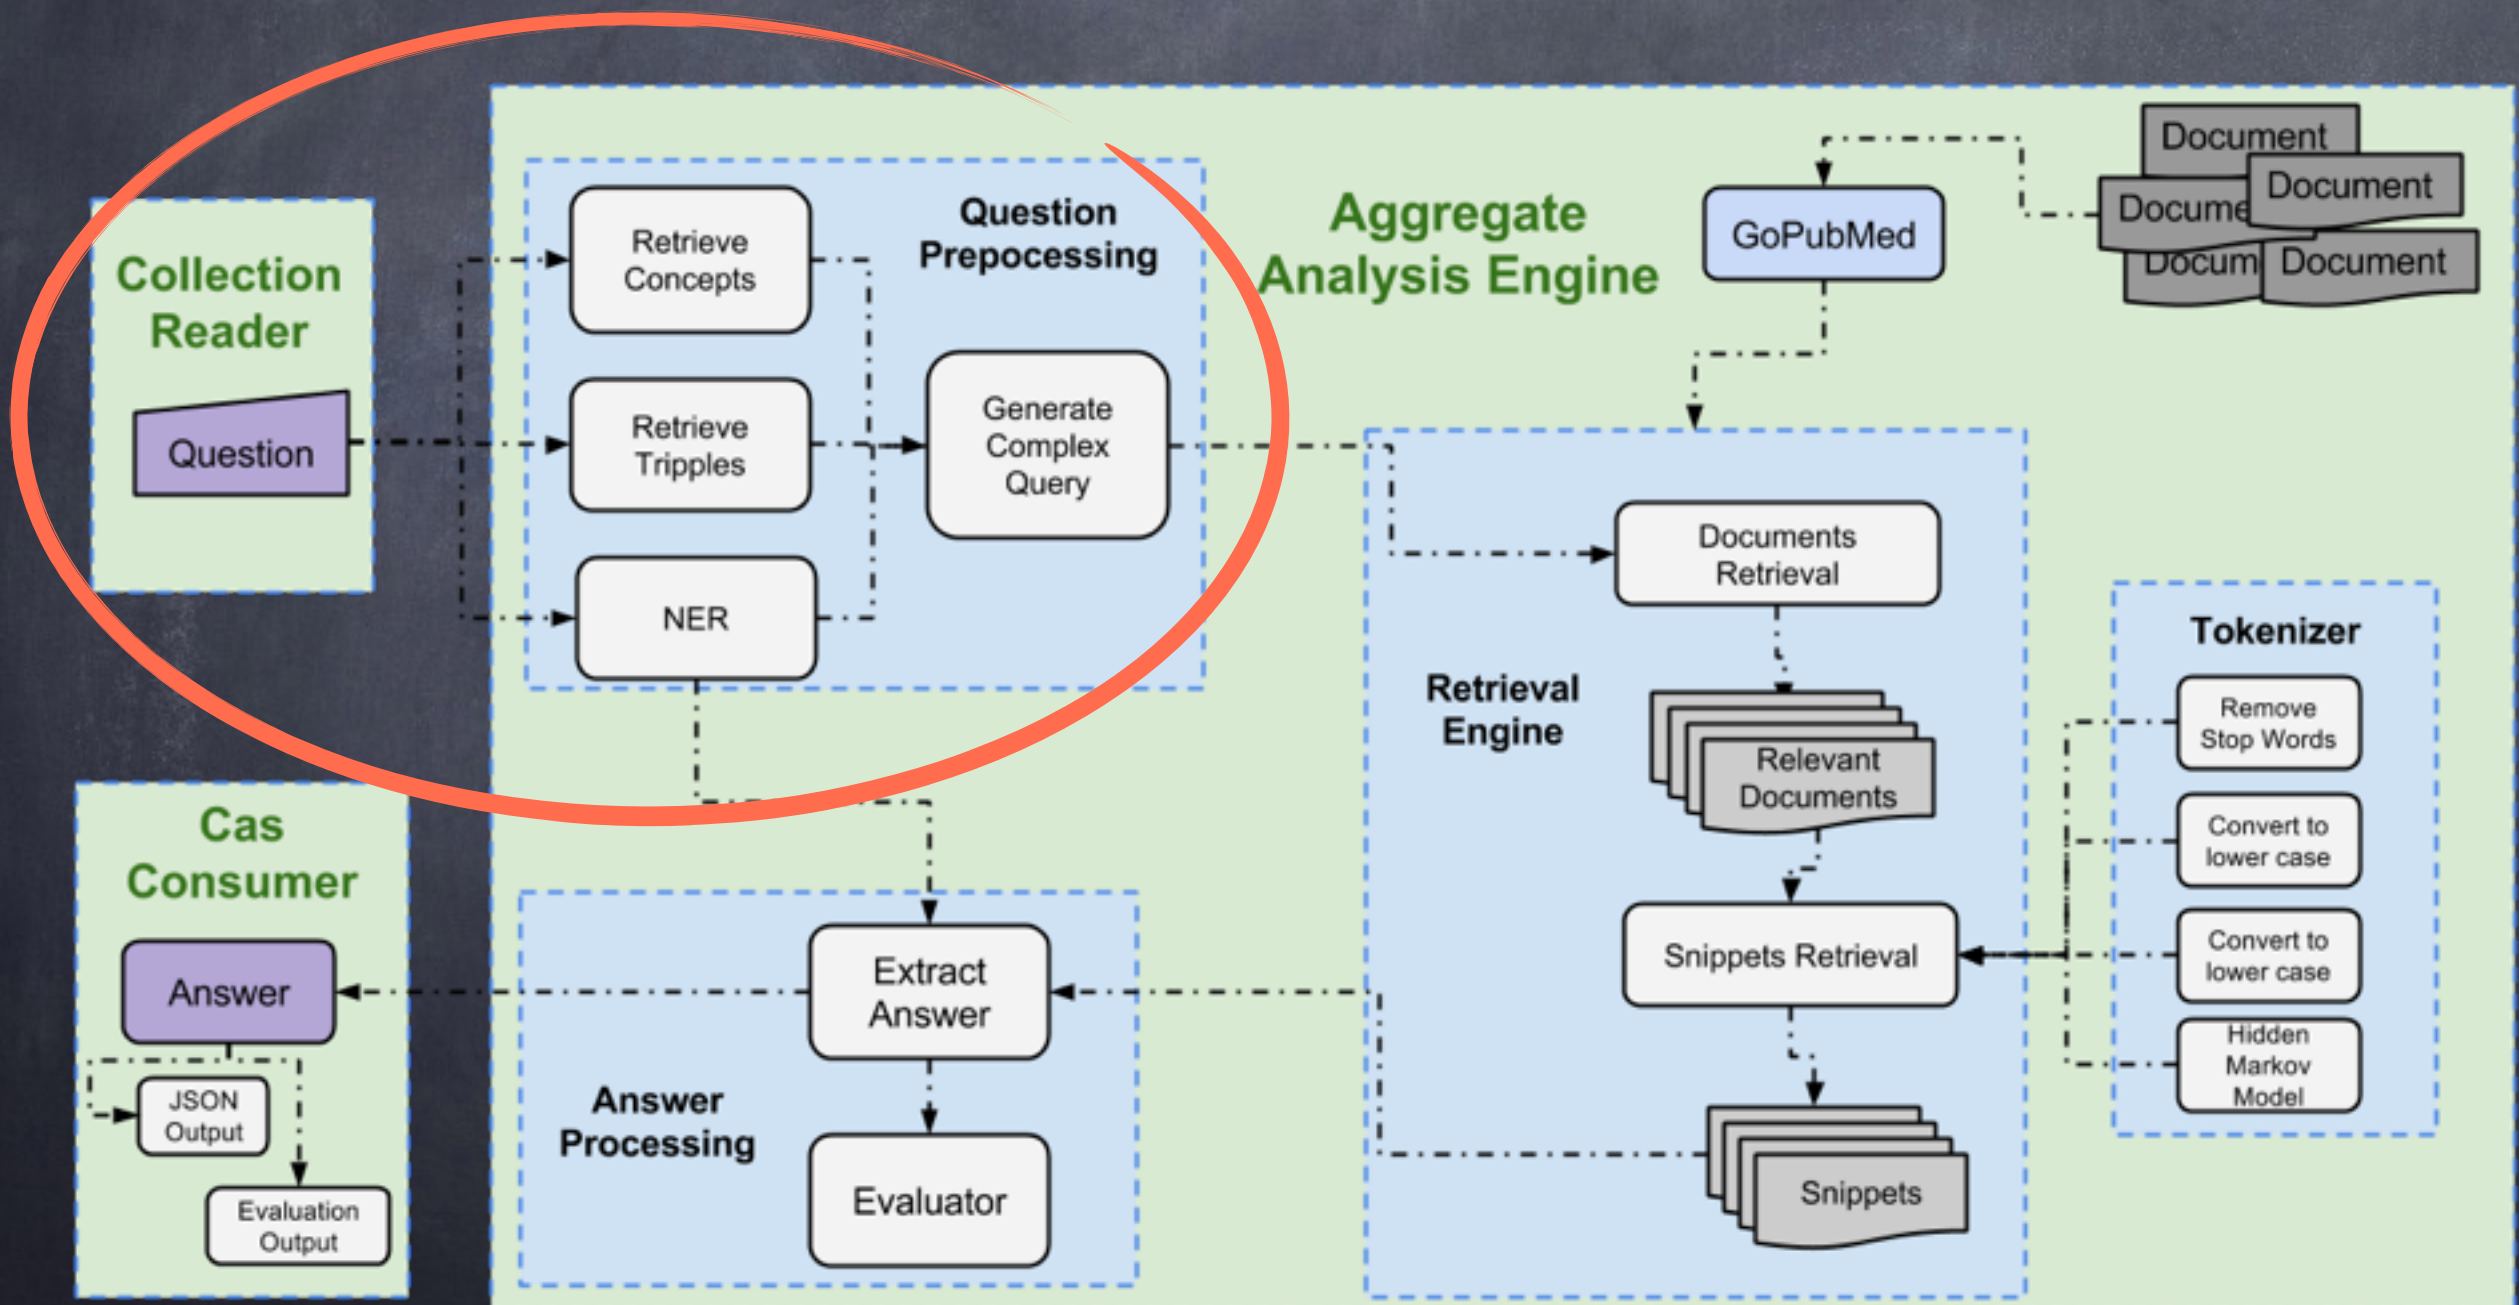 Collection
Reader
Question
Retrieve
Concepts
Retrieve
Tripples
NER
Question
Prepocessing
Generate
Complex
Query
Aggregate
Analysis Engine
GoPubMed
Document
Docume
Document
Docum
Document
Documents
Retrieval
Retrieval
Engine
Relevant
Documents
Snippets Retrieval
Snippets
Tokenizer
Remove
Stop Words
Convert to
lower case
Convert to
lower case
Hidden
Markov
Model
Cas
Consumer
Answer
JSON
Output
Evaluation
Output
Extract
Answer
Answer
Processing
Evaluator